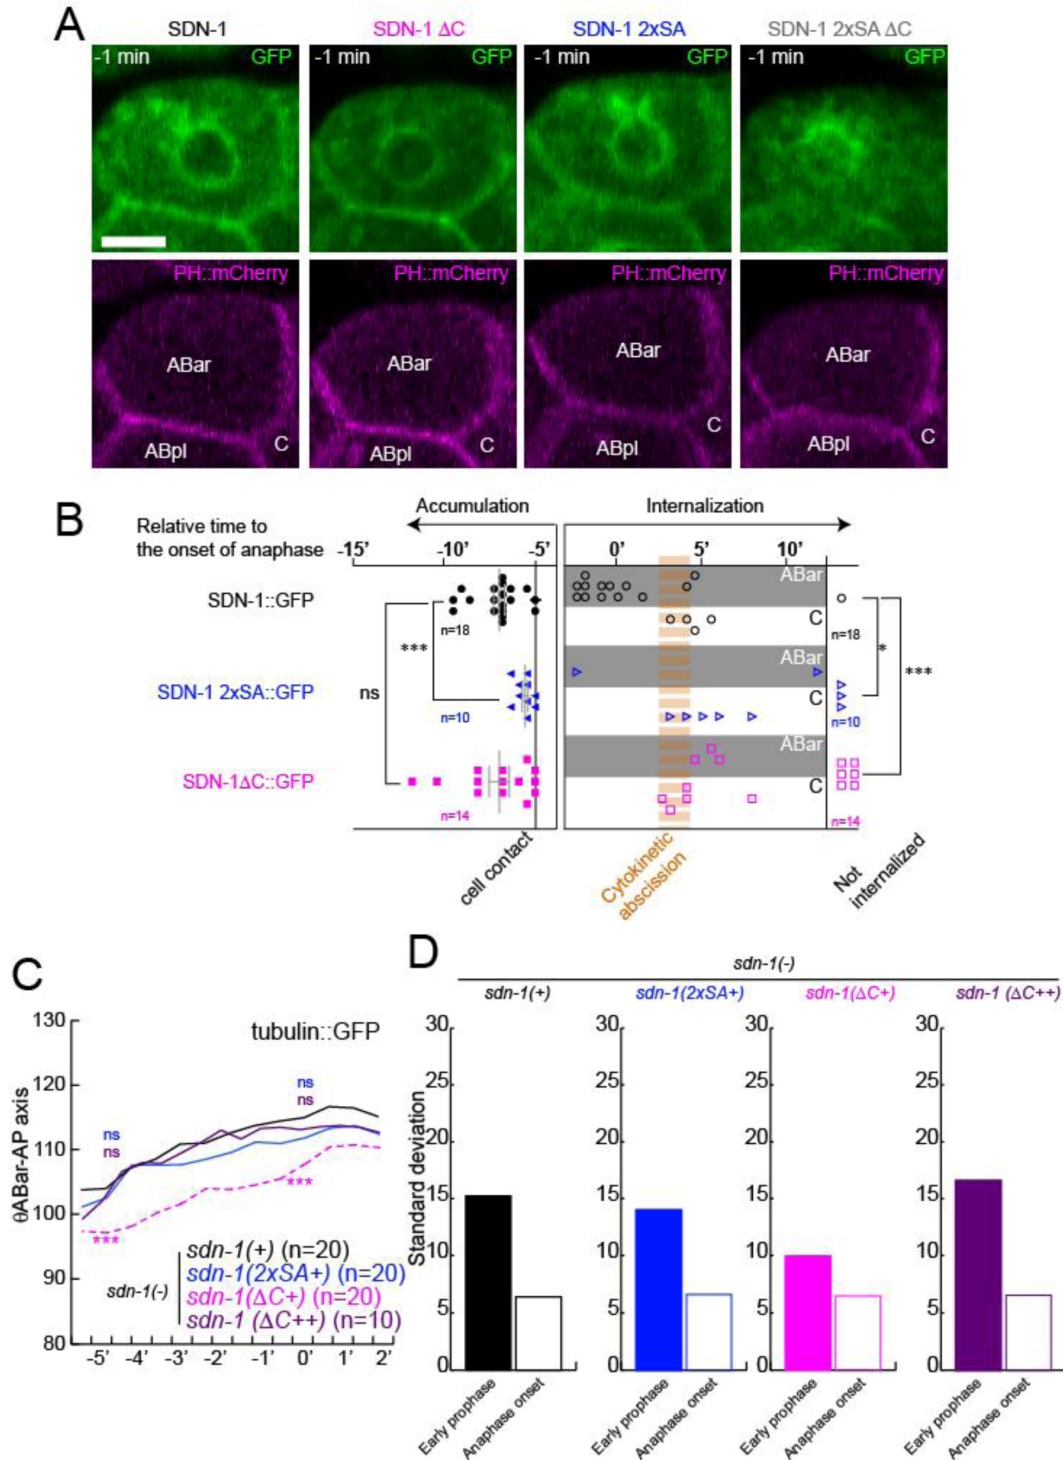 A
SDN-1 SDN-1 ΔC SDN-1 2xSA SDN-1 2xSA ΔC
-1 min GFP -1 min GFP -1 min GFP -1 min GFP
PH::mCherry PH::mCherry PH::mCherry PH::mCherry
ABar ABar ABar ABar
ABpl C ABpl C ABpl C ABpl C
B
Accumulation Internalization
Relative time to
the onset of anaphase
-15’ -10’ -5’ 0’ 5’ 10’
SDN-1::GFP
ABar
C
n=18 n=18
*** * ***
ns
SDN-1 2xSA::GFP
ABar
C
n=10 n=10
SDN-1ΔC::GFP
ABar
C
n=14 n=14
cell contact
Cytokinetic
abscission
Not
internalized
C
θABar-AP axis
130
120
110
100
90
80
tubulin::GFP
ns
ns
ns
ns
***
***
sdn-1(-)
sdn-1(+) (n=20)
sdn-1(2xSA+) (n=20)
sdn-1(ΔC+) (n=20)
sdn-1 (ΔC++) (n=10)
-5’ -4’ -3’ -2’ -1’ 0’ 1’ 2’
D
sdn-1(-)
sdn-1(+) sdn-1(2xSA+) sdn-1(ΔC+) sdn-1 (ΔC++)
Standard deviation
30 30 30 30
25 25 25 25
20 20 20 20
15 15 15 15
10 10 10 10
5 5 5 5
0 0 0 0
Early prophase Anaphase onset Early prophase Anaphase onset Early prophase Anaphase onset Early prophase Anaphase onset